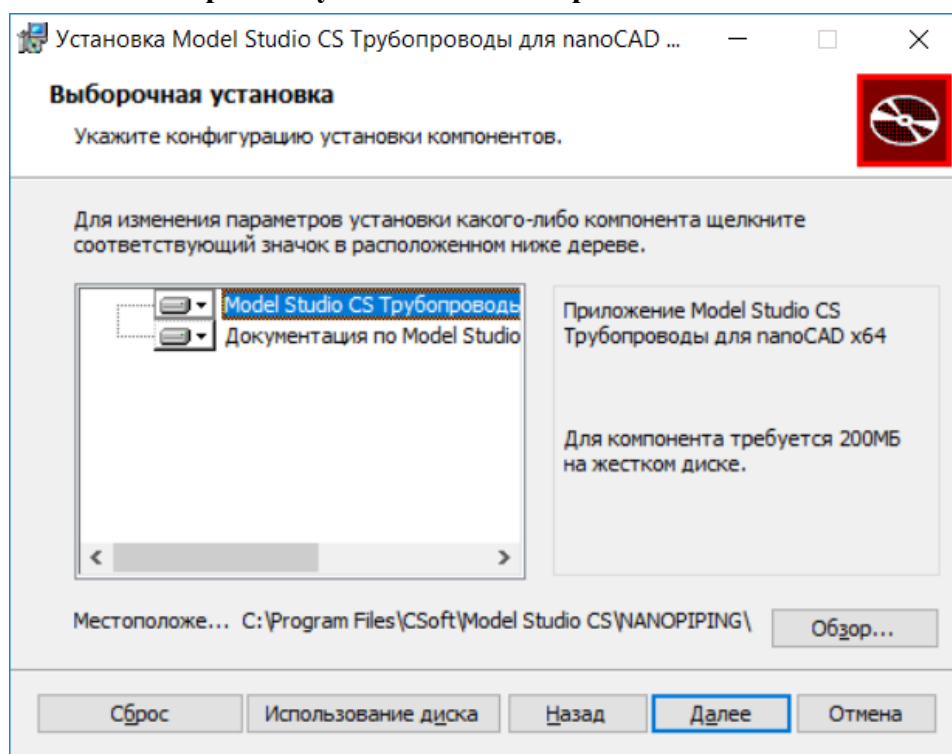 Установка Model Studio CS Трубопроводы для nanoCAD ...
Выборочная установка
Укажите конфигурацию установки компонентов.
Для изменения параметров установки какого-либо компонента щелкните
соответствующий значок в расположенном ниже дереве.
Model Studio CS Трубопроводы
Документация по Model Studio
Приложение Model Studio CS
Трубопроводы для nanoCAD x64
Для компонента требуется 200МБ
на жестком диске.
Местоположе... C:\Program Files\CSoft\Model Studio CS\NANOPIPING\
Обзор...
Сброс
Использование диска
Назад
Далее
Отмена